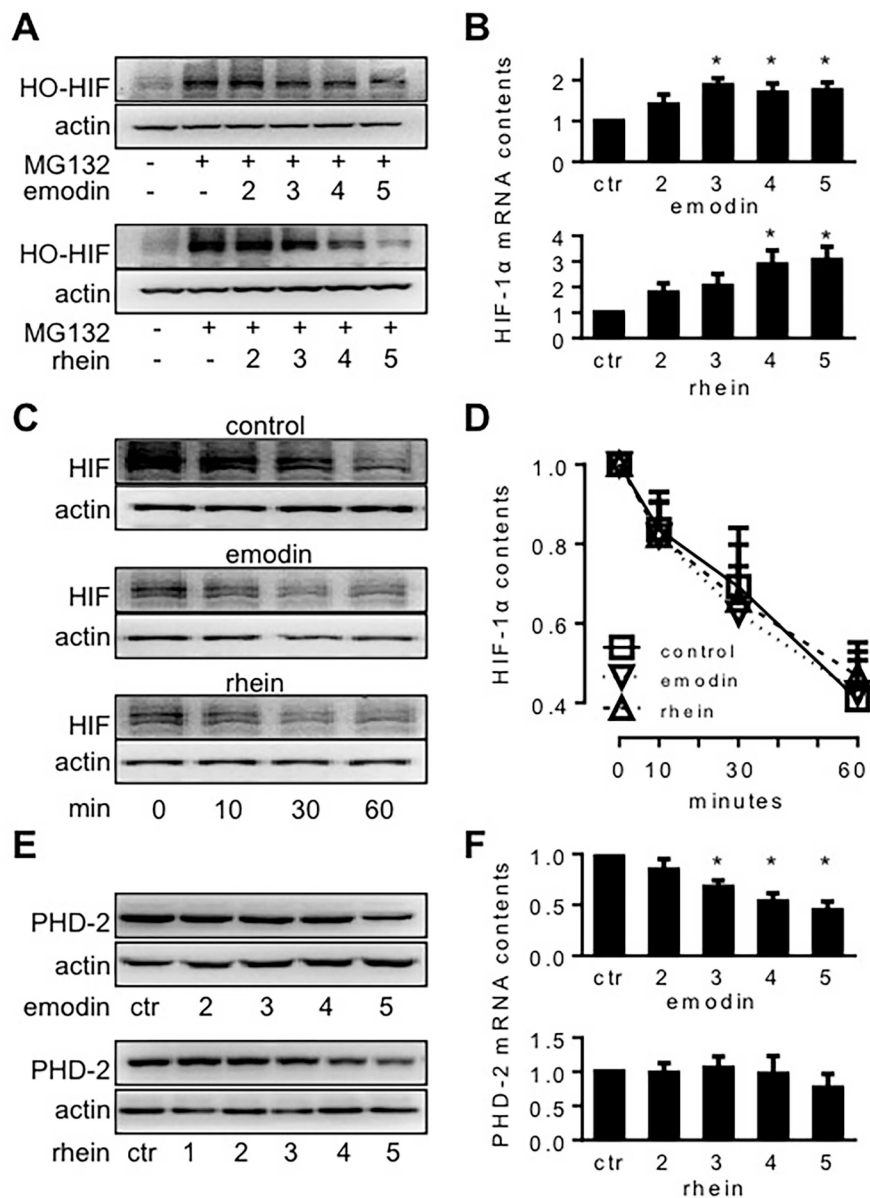 A
HO-HIF
actin
MG132 - + + + + +
emodin - - 2 3 4 5
HO-HIF
actin
MG132 - + + + + +
rhein - - 2 3 4 5
B
HIF-1α mRNA contents
2
1
0
* * *
ctr 2 3 4 5
emodin
4
3
2
1
0
* *
ctr 2 3 4 5
rhein
C
control
HIF
actin
emodin
HIF
actin
rhein
HIF
actin
min 0 10 30 60
D
HIF-1α contents
1.0
0.8
0.6
0.4
control
emodin
rhein
0 10 30 60
minutes
E
PHD-2
actin
emodin ctr 2 3 4 5
PHD-2
actin
rhein ctr 1 2 3 4 5
F
PHD-2 mRNA contents
1.0
0.5
0.0
* * *
ctr 2 3 4 5
emodin
1.5
1.0
0.5
0.0
ctr 2 3 4 5
rhein